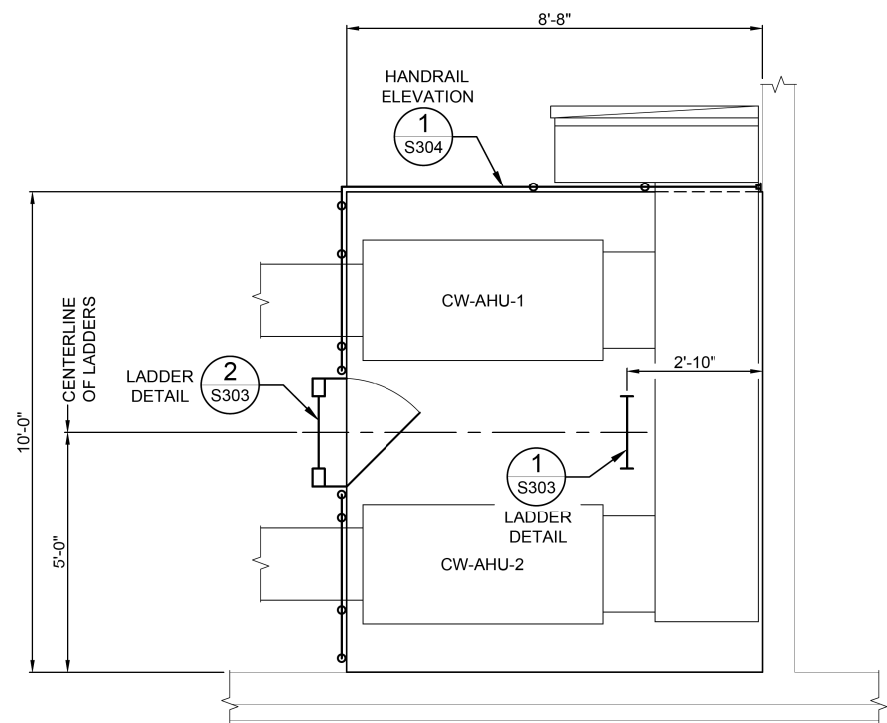 8'-8"
HANDRAIL
ELEVATION
1
S304
CW-AHU-1
CENTERLINE
OF LADDERS
2'-10"
LADDER
DETAIL
2
S303
10'-0"
1
S303
LADDER
DETAIL
5'-0"
CW-AHU-2